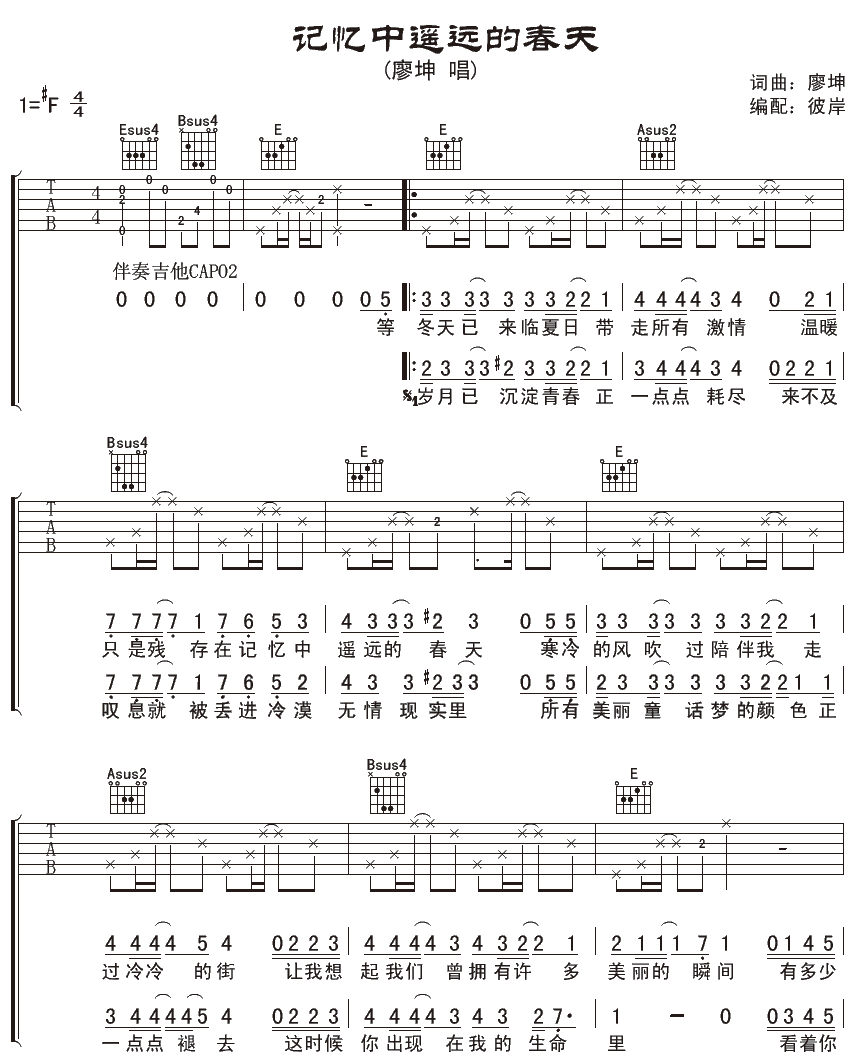 记忆中遥远的春天
(廖坤 唱)
词曲：廖坤
1=#F 4/4 编配：彼岸
Esus4 Bsus4 E E Asus2
T A B 4 4 0 2 0 0 0 2 4 0 0 2 -
伴奏吉他CAPO2
0 0 0 0 0 0 0 0 5 3 3 3 3 3 3 3 2 2 1 4 4 4 4 3 4 0 2 1
等 冬天已 来临夏日 带 走所有 激情 温暖
2 3 3 3 #2 3 3 2 2 1 3 4 4 4 3 4 0 2 2 1
岁月已 沉淀青春 正 一点点 耗尽 来不及
Bsus4 E E
T A B 2
7 7 7 7 1 7 6 5 3 4 3 3 3 #2 3 0 5 5 3 3 3 3 3 3 3 2 2 1
只是残 存在记忆中 遥远的 春天 寒冷 的风吹 过陪伴我 走
7 7 7 7 1 7 6 5 2 4 3 3 #2 3 3 0 5 5 2 3 3 3 3 3 2 2 1 1
叹息就 被丢进冷漠 无情 现实里 所有 美丽童 话梦的颜色正
Asus2 Bsus4 E
T A B 2 -
4 4 4 4 5 4 0 2 2 3 4 4 4 4 3 4 3 2 2 1 2 1 1 1 7 1 0 1 4 5
过冷冷 的街 让我想 起我们 曾拥有许 多 美丽的 瞬间 有多少
3 4 4 4 4 5 4 0 2 2 3 4 4 4 4 3 4 3 2 7· 1 - 0 0 3 4 5
一点点 褪去 这时候 你出现 在我的 生命 里 看着你